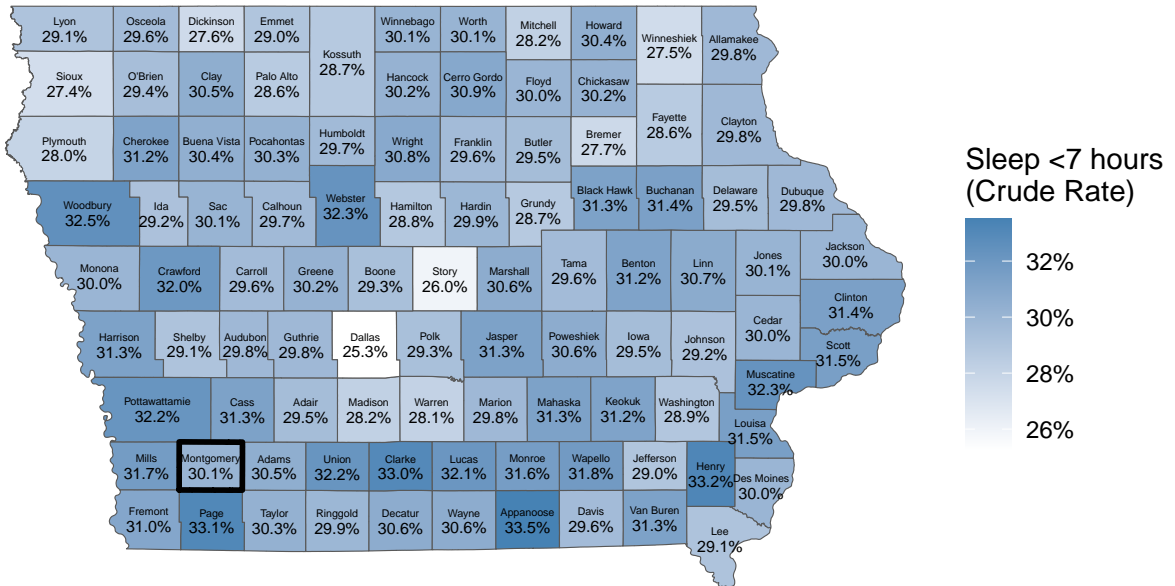 Lyon
29.1%
Osceola
29.6%
Dickinson
27.6%
Emmet
29.0%
Kossuth
28.7%
Winnebago
30.1%
Worth
30.1%
Mitchell
28.2%
Howard
30.4%
Winneshiek
27.5%
Allamakee
29.8%
Sioux
27.4%
O'Brien
29.4%
Clay
30.5%
Palo Alto
28.6%
Hancock
30.2%
Cerro Gordo
30.9%
Floyd
30.0%
Chickasaw
30.2%
Fayette
28.6%
Clayton
29.8%
Plymouth
28.0%
Cherokee
31.2%
Buena Vista
30.4%
Pocahontas
30.3%
Humboldt
29.7%
Wright
30.8%
Franklin
29.6%
Butler
29.5%
Bremer
27.7%
Woodbury
32.5%
Ida
29.2%
Sac
30.1%
Calhoun
29.7%
Webster
32.3%
Hamilton
28.8%
Hardin
29.9%
Grundy
28.7%
Black Hawk
31.3%
Buchanan
31.4%
Delaware
29.5%
Dubuque
29.8%
Monona
30.0%
Crawford
32.0%
Carroll
29.6%
Greene
30.2%
Boone
29.3%
Story
26.0%
Marshall
30.6%
Tama
29.6%
Benton
31.2%
Linn
30.7%
Jones
30.1%
Jackson
30.0%
Clinton
31.4%
Harrison
31.3%
Shelby
29.1%
Audubon
29.8%
Guthrie
29.8%
Dallas
25.3%
Polk
29.3%
Jasper
31.3%
Poweshiek
30.6%
Iowa
29.5%
Johnson
29.2%
Cedar
30.0%
Scott
31.5%
Muscatine
32.3%
Pottawattamie
32.2%
Cass
31.3%
Adair
29.5%
Madison
28.2%
Warren
28.1%
Marion
29.8%
Mahaska
31.3%
Keokuk
31.2%
Washington
28.9%
Louisa
31.5%
Mills
31.7%
Montgomery
30.1%
Adams
30.5%
Union
32.2%
Clarke
33.0%
Lucas
32.1%
Monroe
31.6%
Wapello
31.8%
Jefferson
29.0%
Henry
33.2%
Des Moines
30.0%
Fremont
31.0%
Page
33.1%
Taylor
30.3%
Ringgold
29.9%
Decatur
30.6%
Wayne
30.6%
Appanoose
33.5%
Davis
29.6%
Van Buren
31.3%
Lee
29.1%
Sleep <7 hours
(Crude Rate)
32%
30%
28%
26%